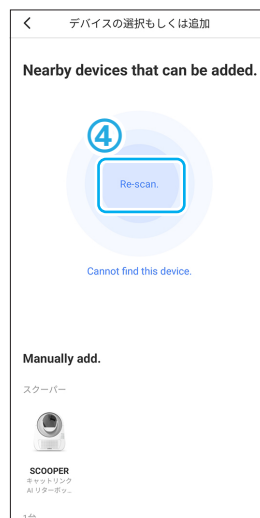 デバイスの選択もしくは追加
Nearby devices that can be added.
④
Re-scan.
Cannot find this device.
Manually add.
スクーパー
SCOOPER
キャットリンク
AI リターボッ...
1台